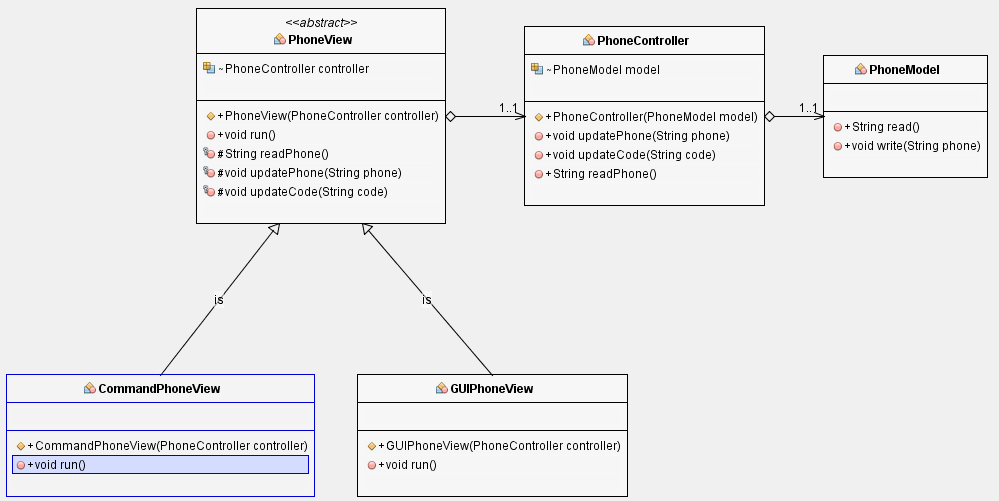 <<abstract>>
PhoneView
~PhoneController controller
+PhoneView(PhoneController controller)
+void run()
#String readPhone()
#void updatePhone(String phone)
#void updateCode(String code)
1..1
PhoneController
~PhoneModel model
+PhoneController(PhoneModel model)
+void updatePhone(String phone)
+void updateCode(String code)
+String readPhone()
1..1
PhoneModel
+String read()
+void write(String phone)
is
is
CommandPhoneView
+CommandPhoneView(PhoneController controller)
+void run()
GUIPhoneView
+GUIPhoneView(PhoneController controller)
+void run()